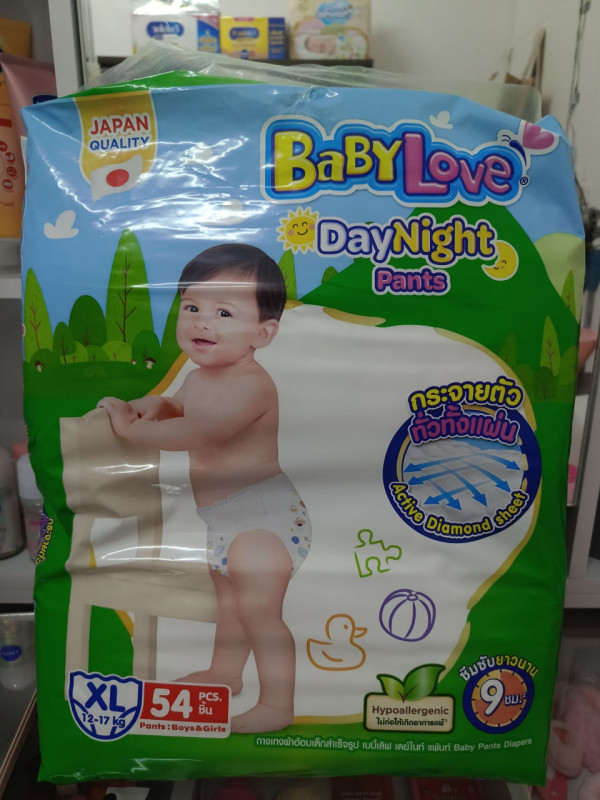 JAPAN
QUALITY
BaByLove®
DayNight
Pants
กระจายตัว
ทั่วทั้งแผ่น
Active Diamond sheet
XL
12-17 kg
54 PCS.
ชิ้น
Pants : Boys & Girls
Hypoallergenic
ไม่ก่อให้เกิดอาการแพ้
ซึมซับยาวนาน
9 ชม.
กางเกงผ้าอ้อมเด็กสำเร็จรูป เบบี้เลิฟ เดย์ไนท์ แพ้นท์ Baby Pants Diapers